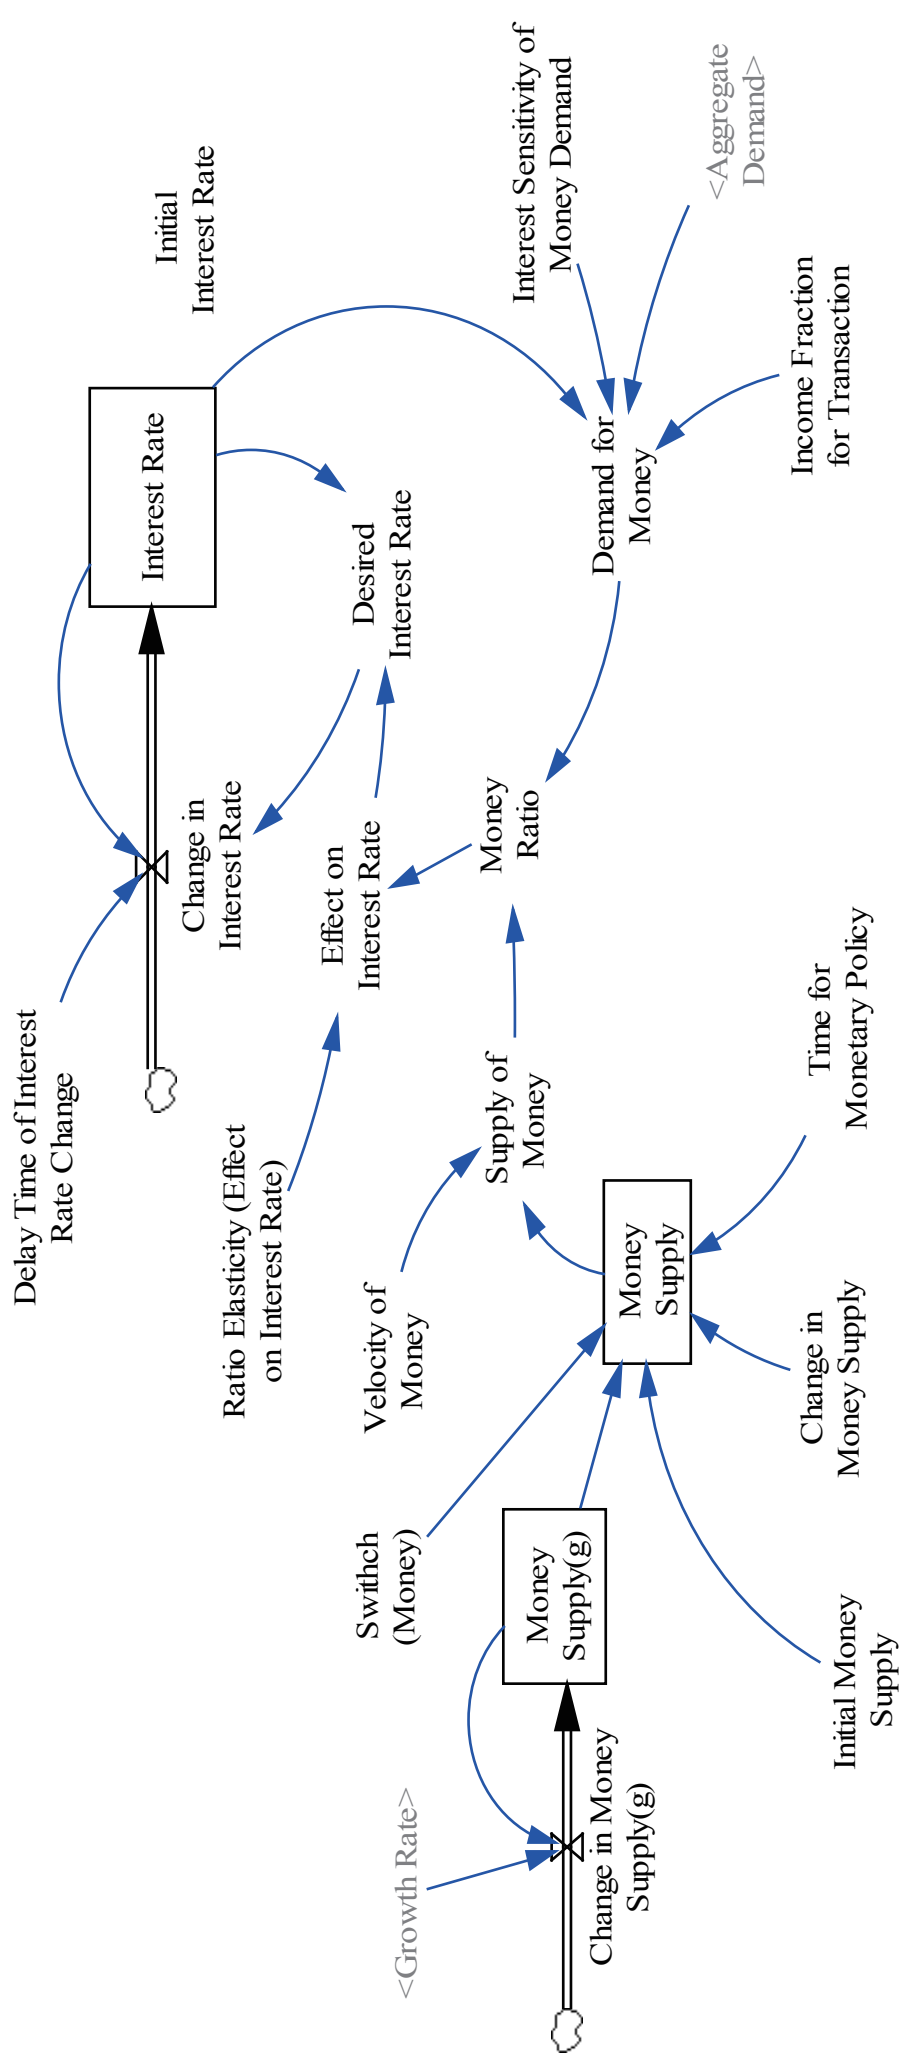 Delay Time of Interest
Rate Change
Change in
Interest Rate
Interest Rate
Initial
Interest Rate
Ratio Elasticity (Effect
on Interest Rate)
Effect on
Interest Rate
Desired
Interest Rate
<Growth Rate>
Swithch
(Money)
Velocity of
Money
Supply of
Money
Money
Ratio
Demand for
Money
Interest Sensitivity of
Money Demand
<Aggregate
Demand>
Change in Money
Supply(g)
Money
Supply(g)
Money
Supply
Initial Money
Supply
Change in
Money Supply
Time for
Monetary Policy
Income Fraction
for Transaction